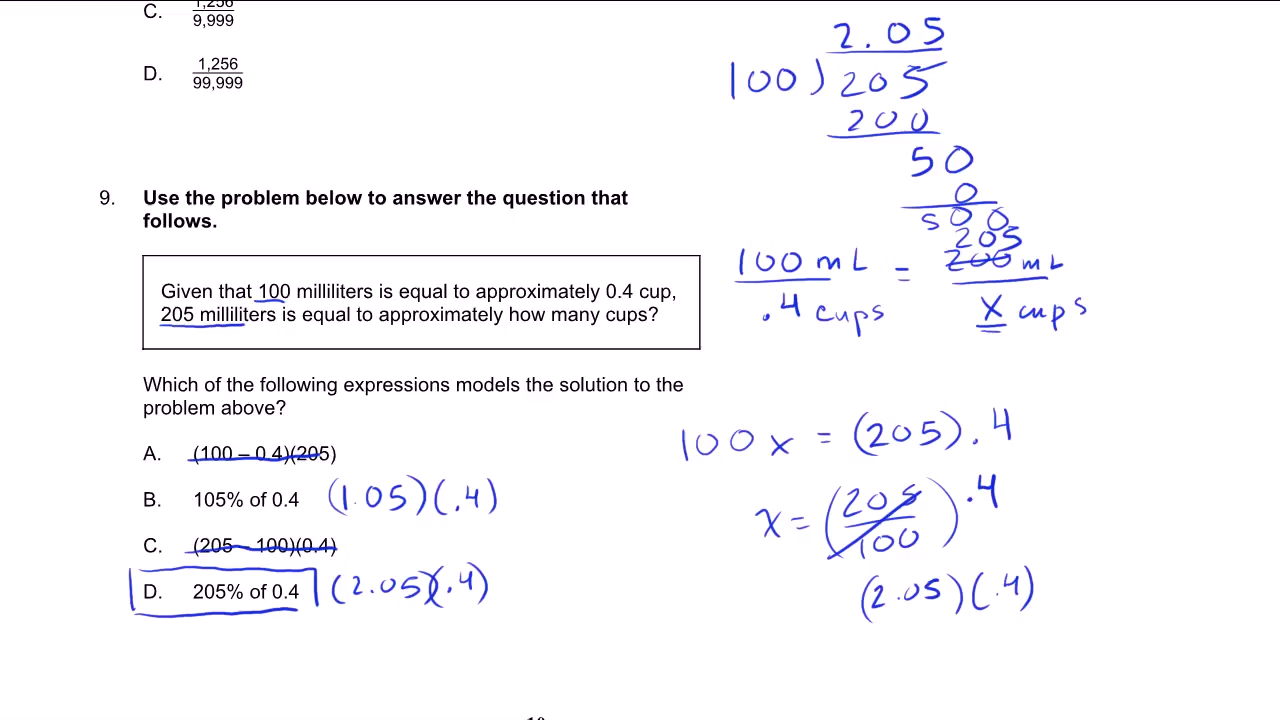 C. 1,256
9,999
D. 1,256
99,999
9. Use the problem below to answer the question that
follows.
Given that 100 milliliters is equal to approximately 0.4 cup,
205 milliliters is equal to approximately how many cups?
Which of the following expressions models the solution to the
problem above?
A. (100 – 0.4)(205)
B. 105% of 0.4 (1.05)(.4)
C. (205 – 100)(0.4)
D. 205% of 0.4 (2.05)(.4)
2.05
100 ) 205
200
50
0
500
205
100 mL = 200 mL
.4 cups x cups
100 x = (205) .4
x = (205/100) .4
(2.05)(.4)